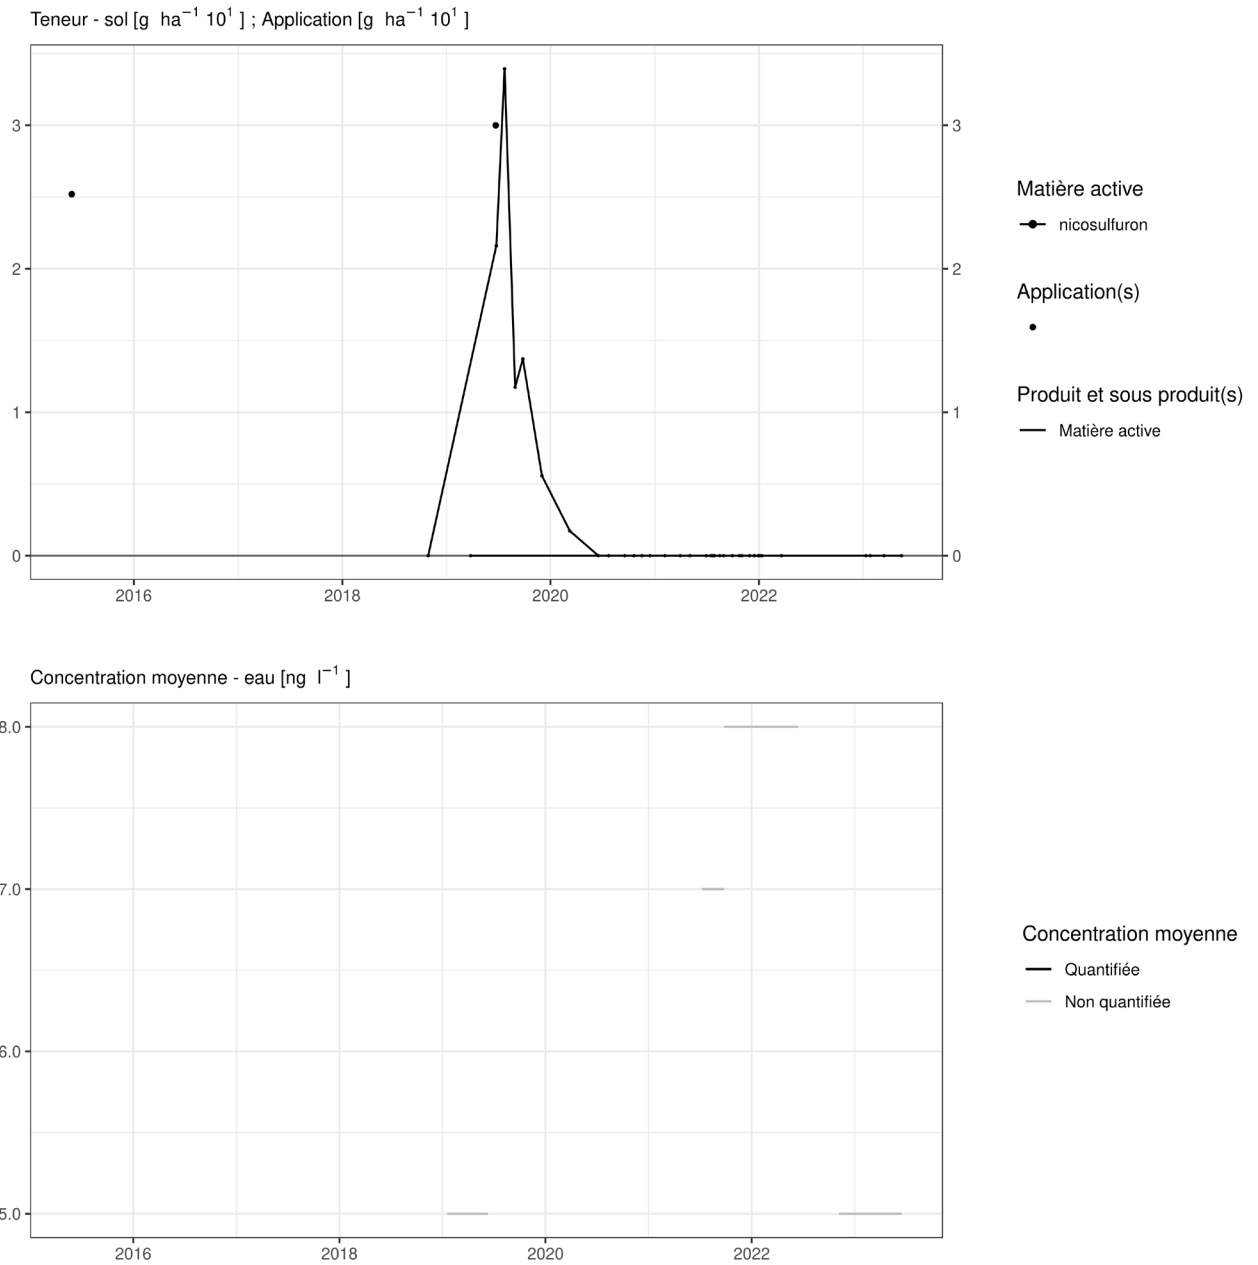 Teneur - sol [g ha⁻¹ 10¹ ] ; Application [g ha⁻¹ 10¹ ]
3
2
1
0
3
2
1
0
2016 2018 2020 2022
Matière active
nicosulfuron
Application(s)
Produit et sous produit(s)
Matière active
Concentration moyenne - eau [ng l⁻¹ ]
8.0
7.0
6.0
5.0
2016 2018 2020 2022
Concentration moyenne
Quantifiée
Non quantifiée